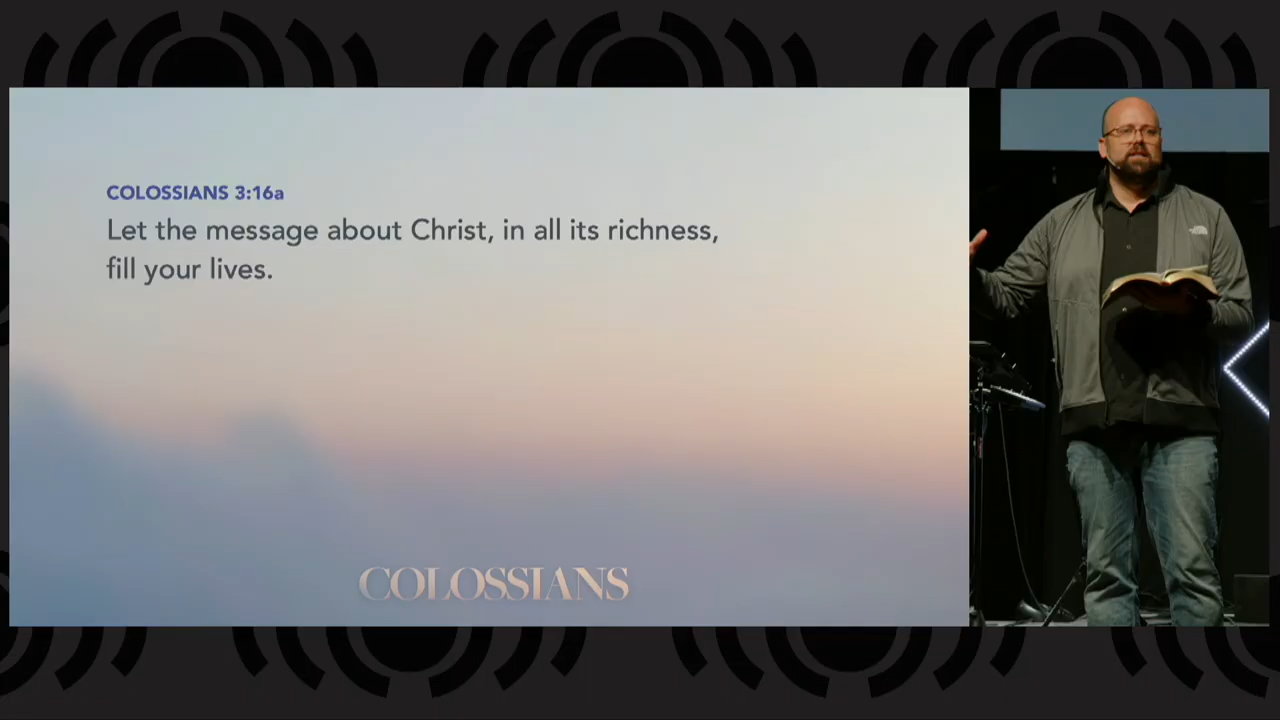 COLOSSIANS 3:16a
Let the message about Christ, in all its richness,
fill your lives.
COLOSSIANS